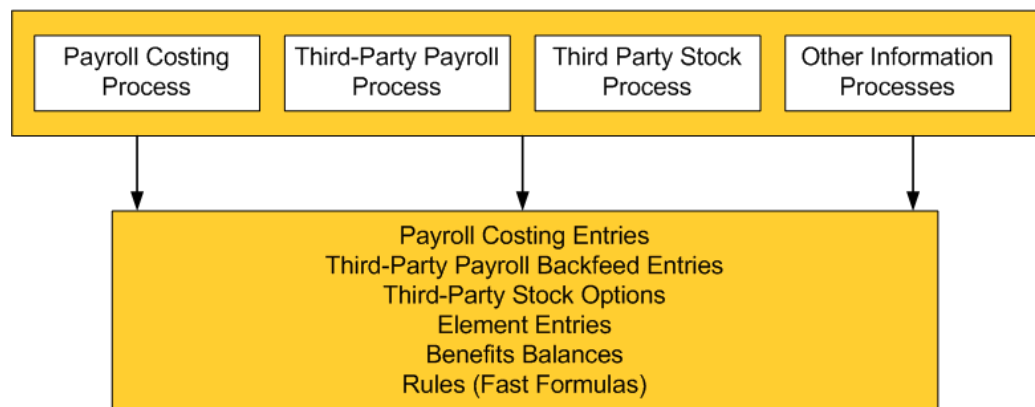 Payroll Costing
Process
Third-Party Payroll
Process
Third Party Stock
Process
Other Information
Processes
Payroll Costing Entries
Third-Party Payroll Backfeed Entries
Third-Party Stock Options
Element Entries
Benefits Balances
Rules (Fast Formulas)